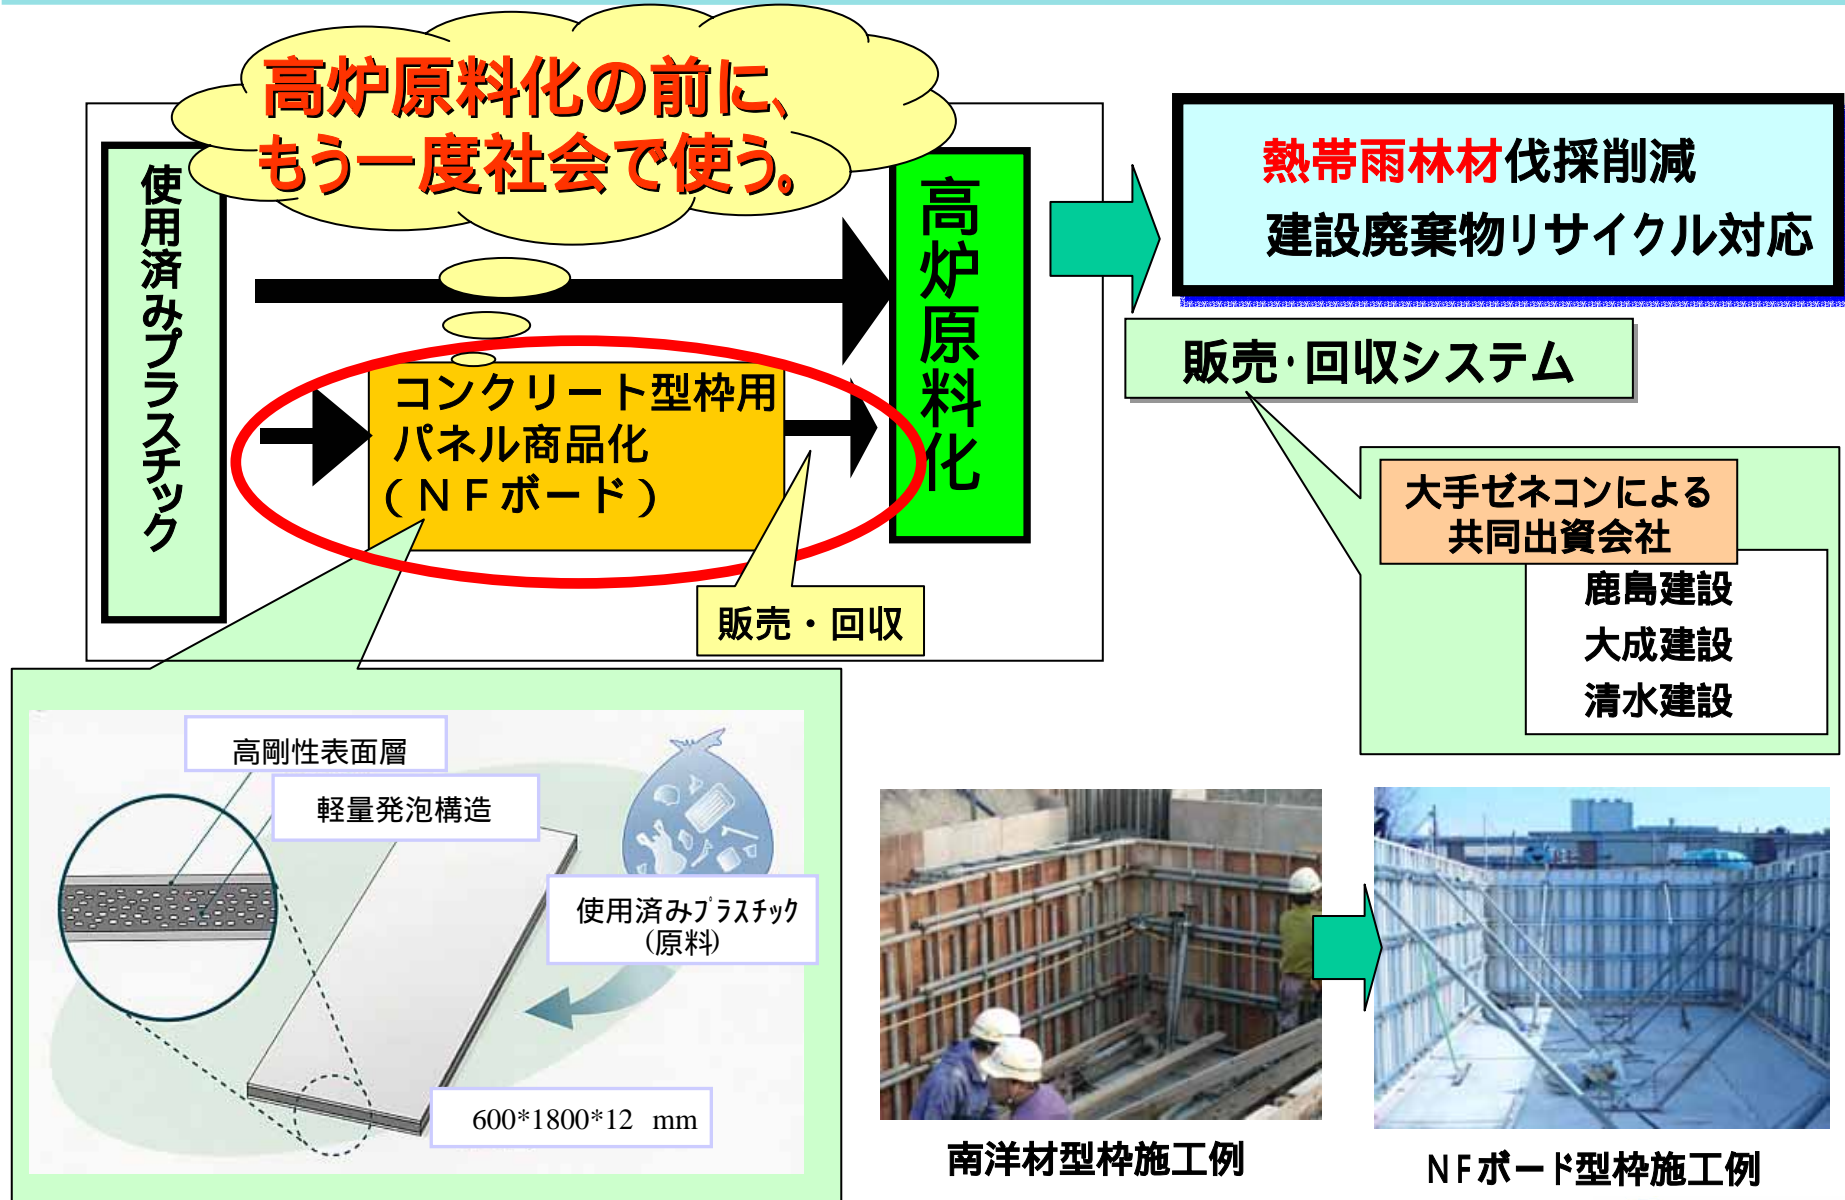 高炉原料化の前に、
もう一度社会で使う。
使用済みプラスチック
高炉原料化
コンクリート型枠用
パネル商品化
（ＮＦボード）
販売・回収
熱帯雨林材伐採削減
建設廃棄物リサイクル対応
販売・回収システム
大手ゼネコンによる
共同出資会社
鹿島建設
大成建設
清水建設
高剛性表面層
軽量発泡構造
使用済みﾌﾟﾗｽﾁｯｸ
(原料)
600*1800*12 mm
南洋材型枠施工例
NFボード型枠施工例